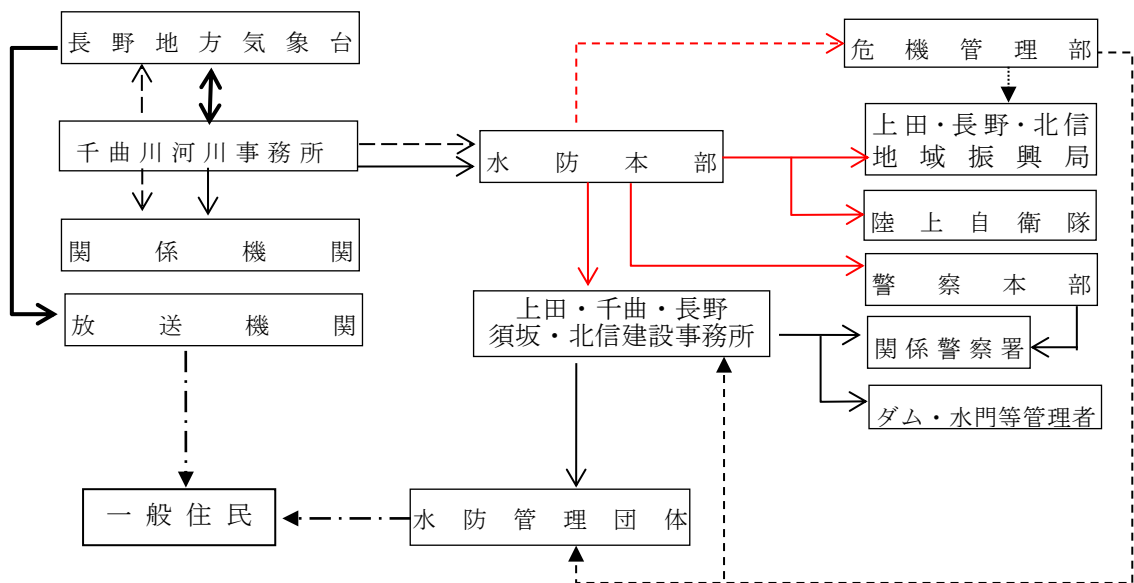 長野地方気象台
危機管理部
千曲川河川事務所
水防本部
上田・長野・北信
地域振興局
陸上自衛隊
関係機関
警察本部
放送機関
上田・千曲・長野
須坂・北信建設事務所
関係警察署
ダム・水門等管理者
一般住民
水防管理団体